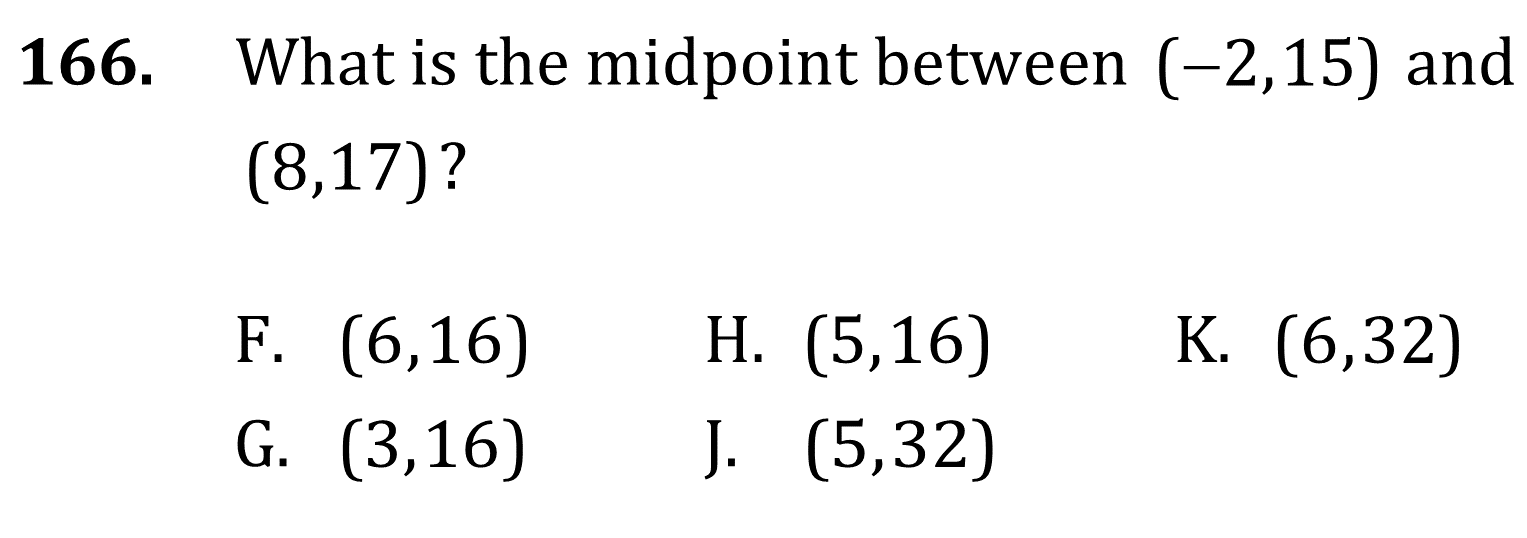 166. What is the midpoint between (−2,15) and
(8,17)?
F. (6,16) H. (5,16) K. (6,32)
G. (3,16) J. (5,32)